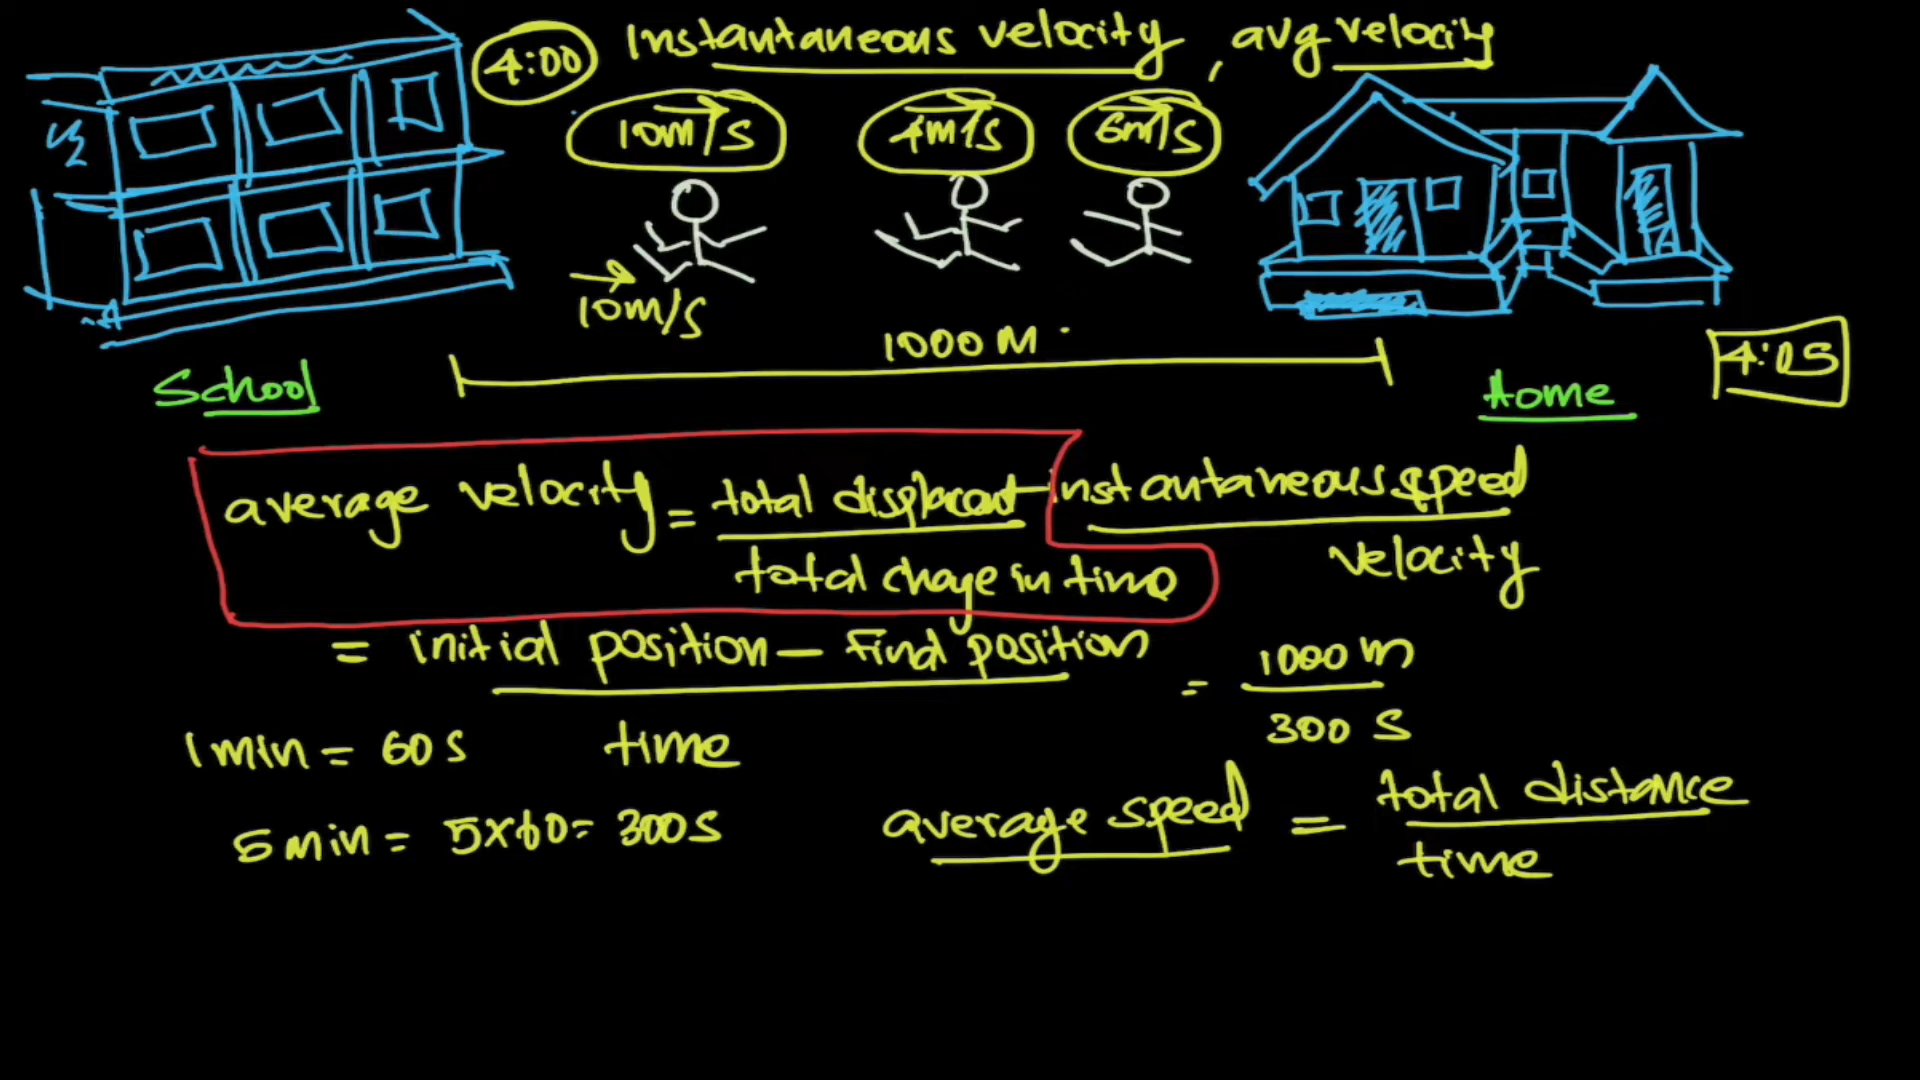 4:00 Instantaneous velocity, avg velocity
10m/s 4m/s 6m/s
10m/s
1000 M
School Home 4:05
average velocity = total displacent instantaneous speed
total chage in time velocity
= initial position - Final position = 1000 m
time 300 S
1 min = 60 s
5 min = 5x60 = 300 s
average speed = total distance
time